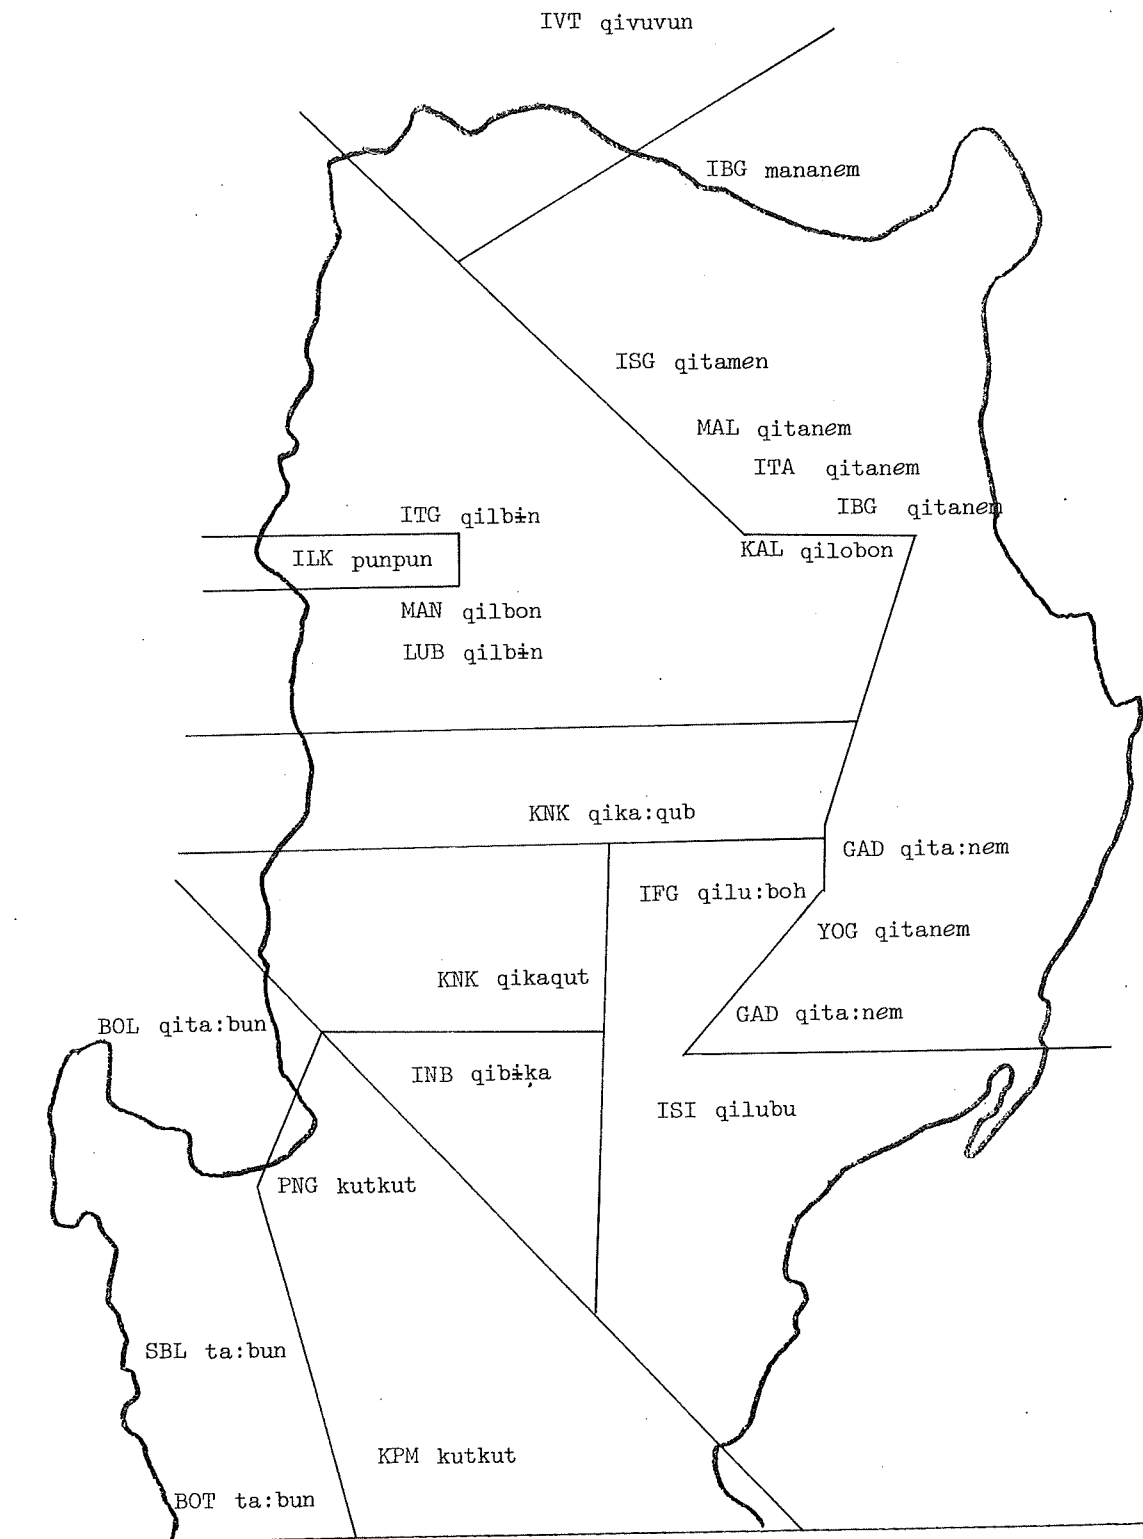 IVT qivuvun
IBG mananem
ISG qitamen
MAL qitanem
ITA qitanem
IBG qitanem
ITG qilbɨn
KAL qilobon
ILK punpun
MAN qilbon
LUB qilbɨn
KNK qika:qub
GAD qita:nem
IFG qilu:boh
YOG qitanem
KNK qikaqut
GAD qita:nem
BOL qita:bun
INB qibɨḳa
ISI qilubu
PNG kutkut
SBL ta:bun
KPM kutkut
BOT ta:bun